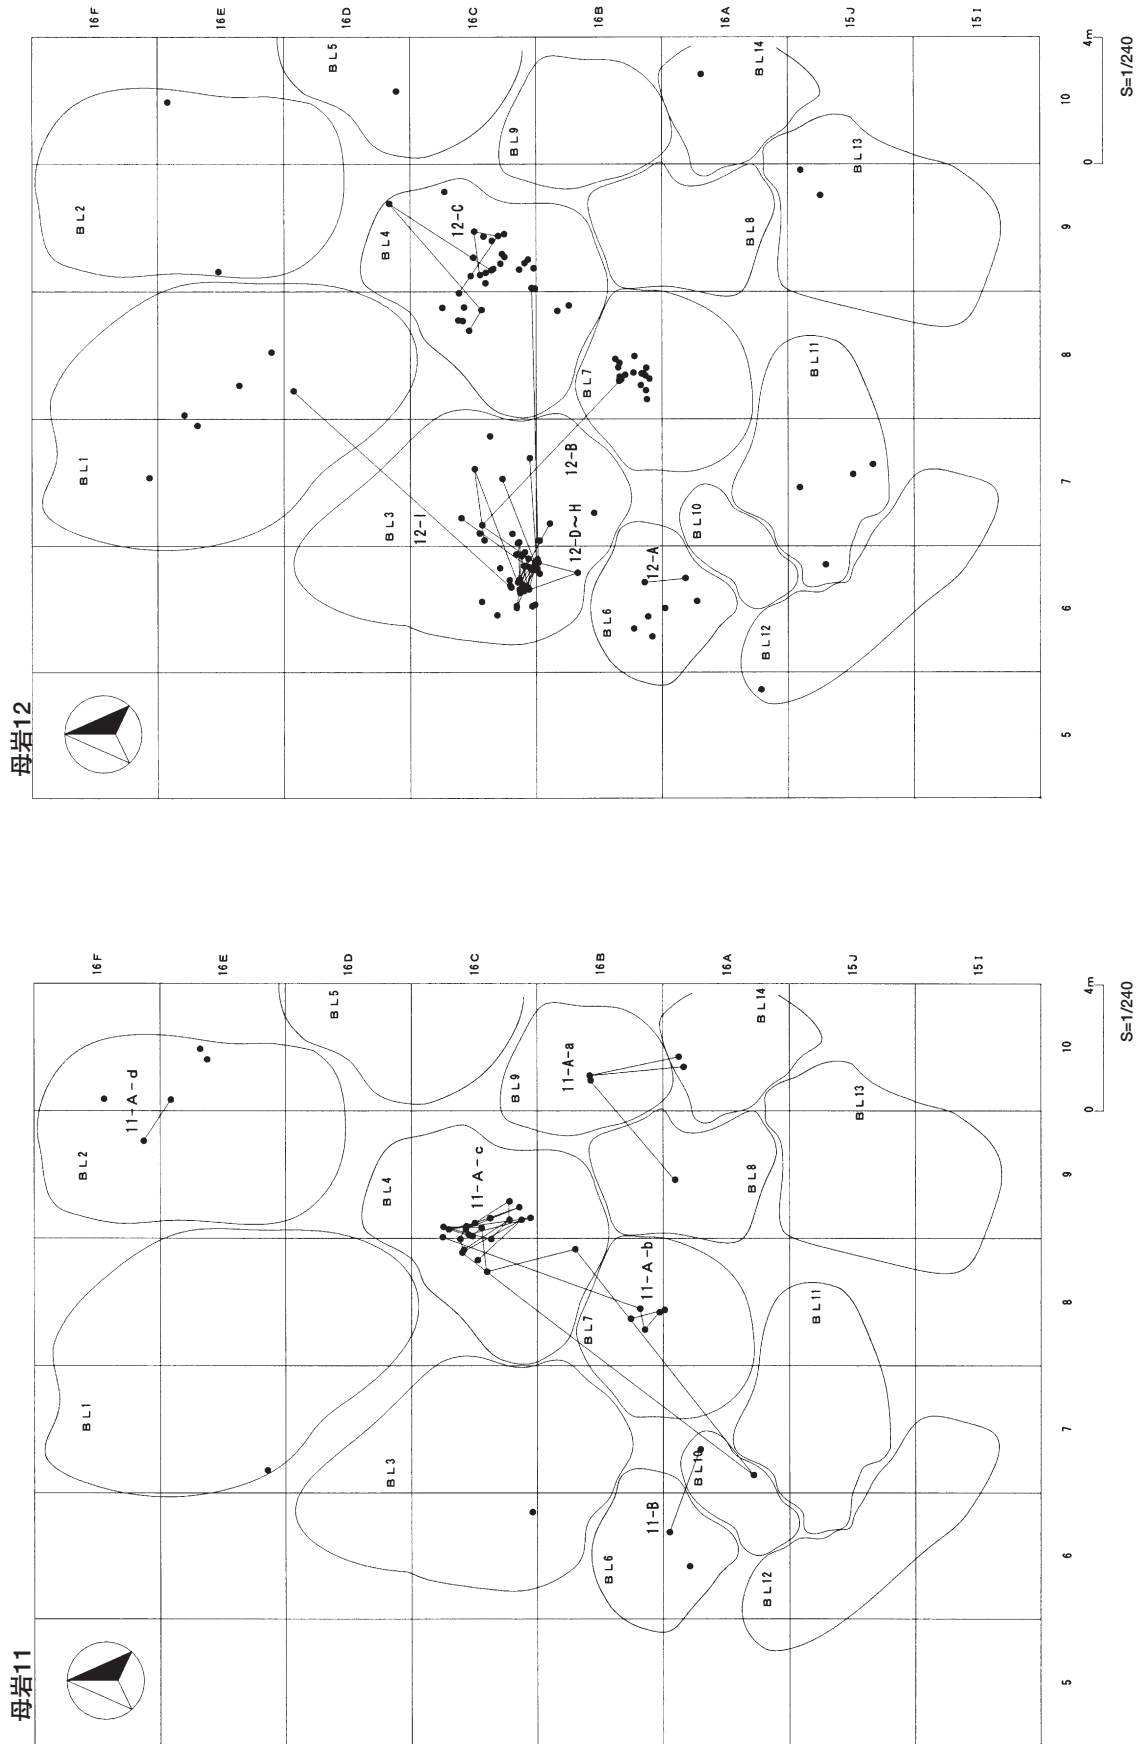 母岩12
16F
16E
16D
16C
16B
16A
15J
15I
BL5
BL14
BL9
BL13
BL2
BL4
12-C
BL8
BL7
BL11
BL1
BL3
12-I
12-B
12-D~H
BL10
12-A
BL6
BL12
10
9
8
7
6
5
0
4m
S=1/240
母岩11
16F
16E
16D
16C
16B
16A
15J
15I
BL5
BL14
BL9
11-A-a
BL13
BL2
11-A-d
BL4
11-A-c
BL8
11-A-b
BL7
BL11
BL1
BL3
BL10
11-B
BL6
BL12
10
9
8
7
6
5
0
4m
S=1/240